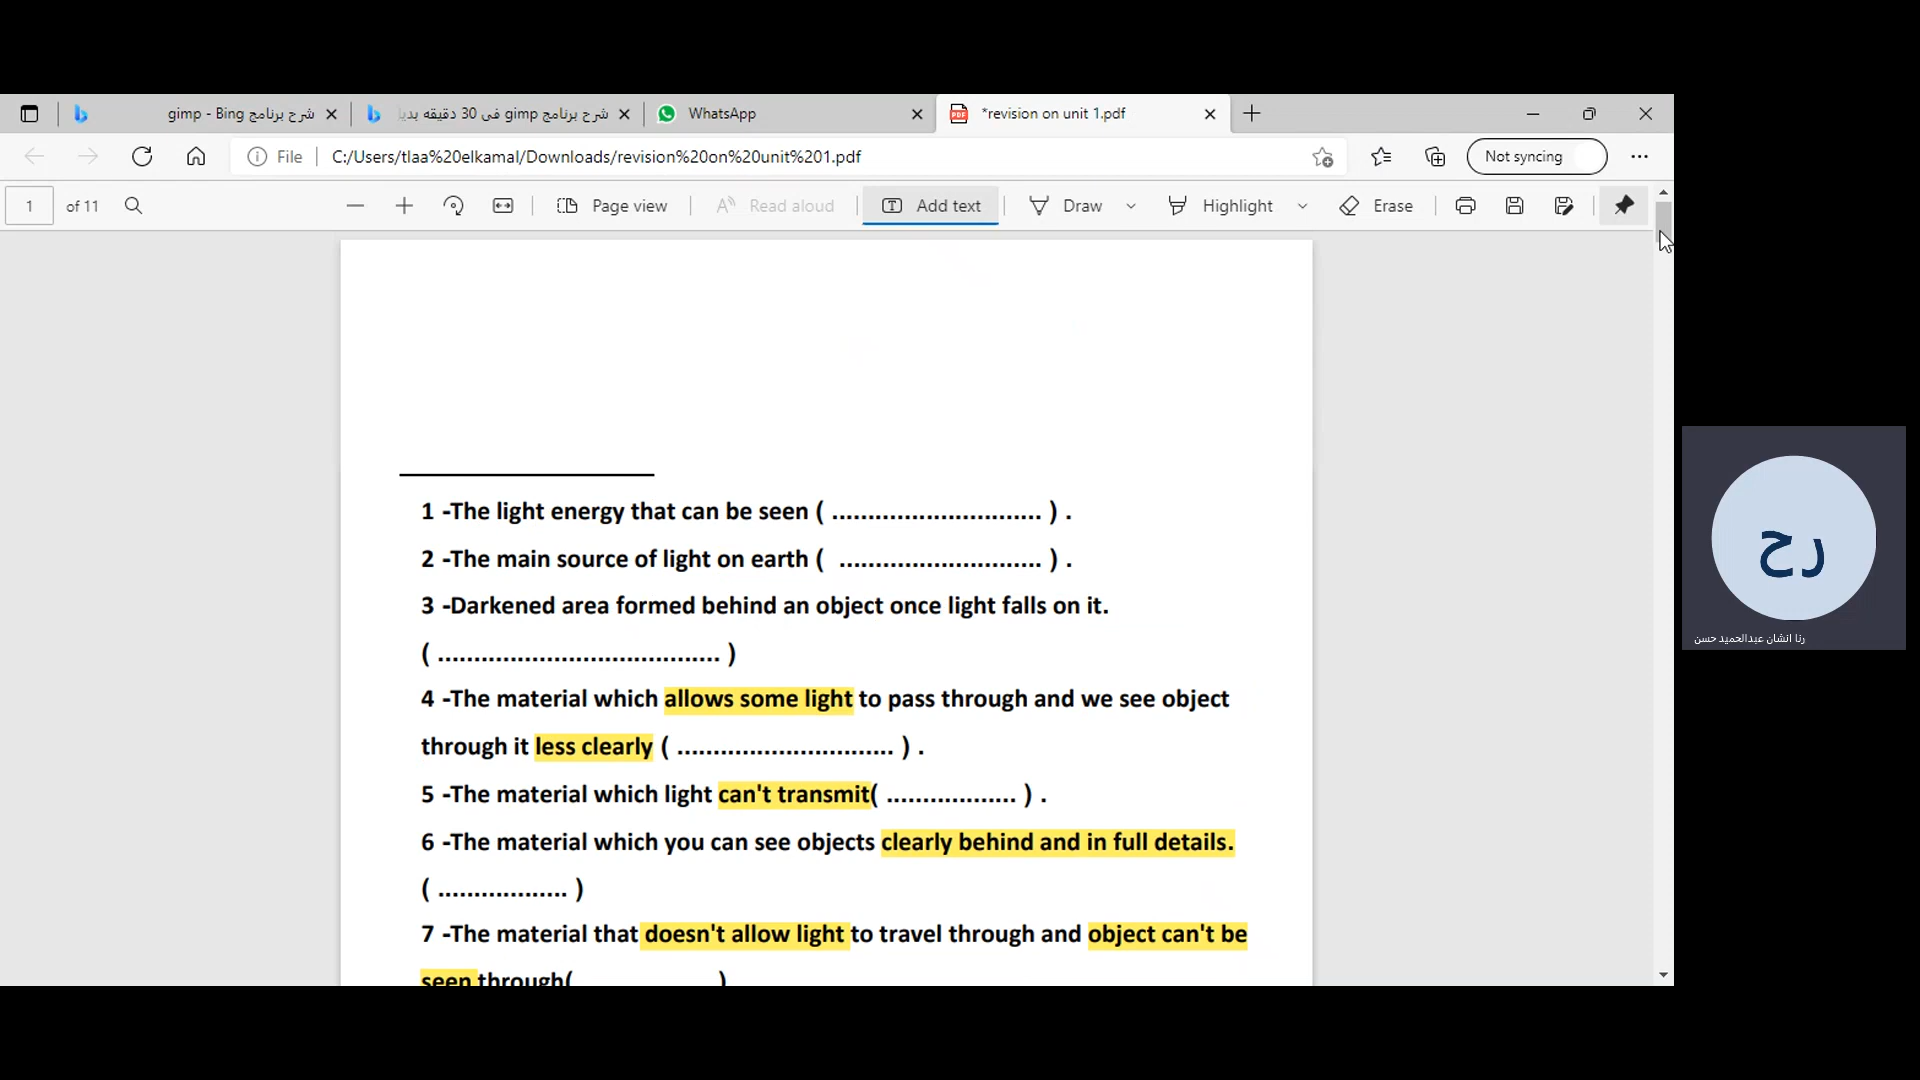 شرح برنامج gimp - Bing
شرح برنامج gimp فى 30 دقيقه بديا
WhatsApp
*revision on unit 1.pdf
File
C:/Users/tlaa%20elkamal/Downloads/revision%20on%20unit%201.pdf
Not syncing
1 of 11
Page view
Read aloud
Add text
Draw
Highlight
Erase
1 -The light energy that can be seen ( ............................. ) .
2 -The main source of light on earth ( ............................ ) .
3 -Darkened area formed behind an object once light falls on it.
( ....................................... )
4 -The material which allows some light to pass through and we see object
through it less clearly ( .............................. ) .
5 -The material which light can't transmit( .................. ) .
6 -The material which you can see objects clearly behind and in full details.
( .................. )
7 -The material that doesn't allow light to travel through and object can't be
seen through( )
رح
رنا انشان عبدالحميد حسن